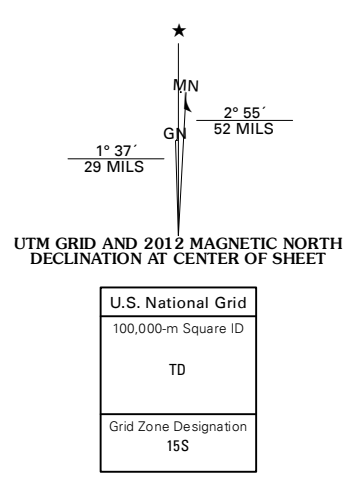 ★
MN
GN
2° 55´
52 MILS
1° 37´
29 MILS
UTM GRID AND 2012 MAGNETIC NORTH
DECLINATION AT CENTER OF SHEET
U.S. National Grid
100,000-m Square ID
TD
Grid Zone Designation
15S